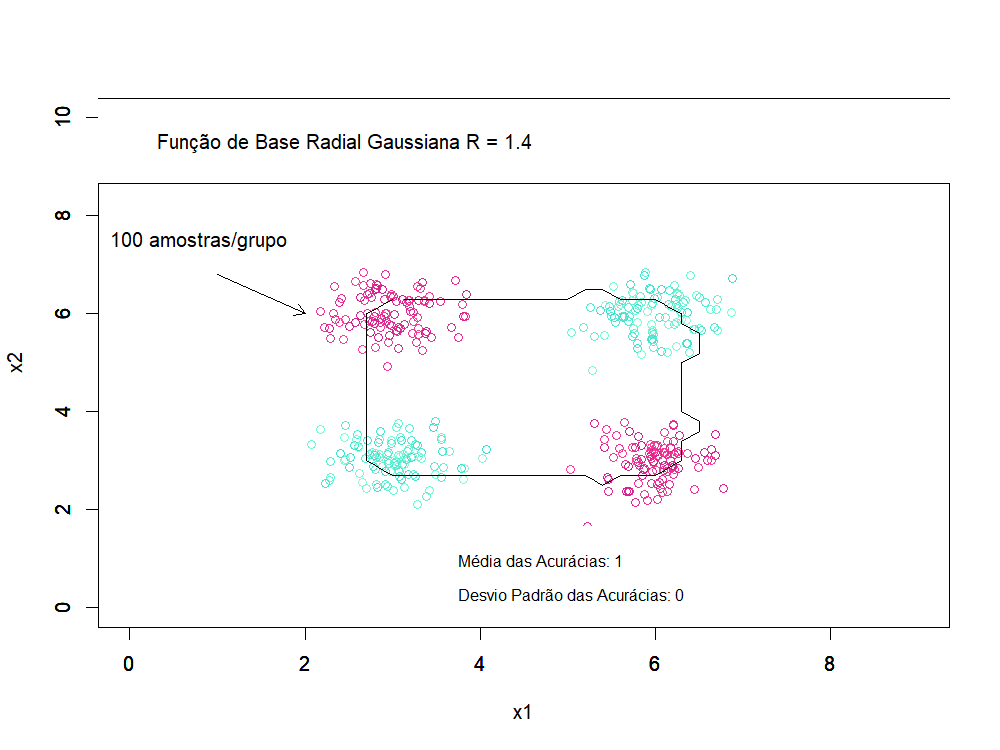 10
Função de Base Radial Gaussiana R = 1.4
8
100 amostras/grupo
6
x2
4
2
Média das Acurácias: 1
Desvio Padrão das Acurácias: 0
0
0 2 4 6 8
x1